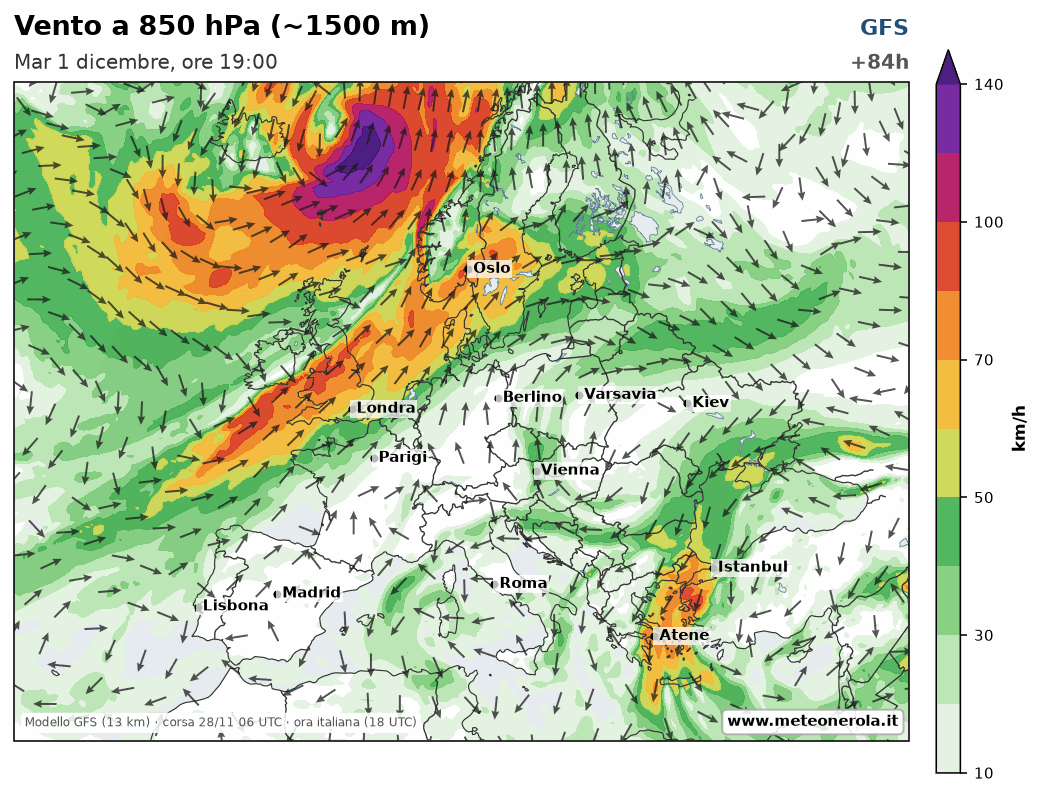 Vento a 850 hPa (~1500 m)
GFS
Mar 1 dicembre, ore 19:00
+84h
140
100
70
50
30
10
km/h
Oslo
Berlino
Varsavia
Kiev
Londra
Parigi
Vienna
Istanbul
Roma
Madrid
Lisbona
Atene
Modello GFS (13 km) · corsa 28/11 06 UTC · ora italiana (18 UTC)
www.meteonerola.it